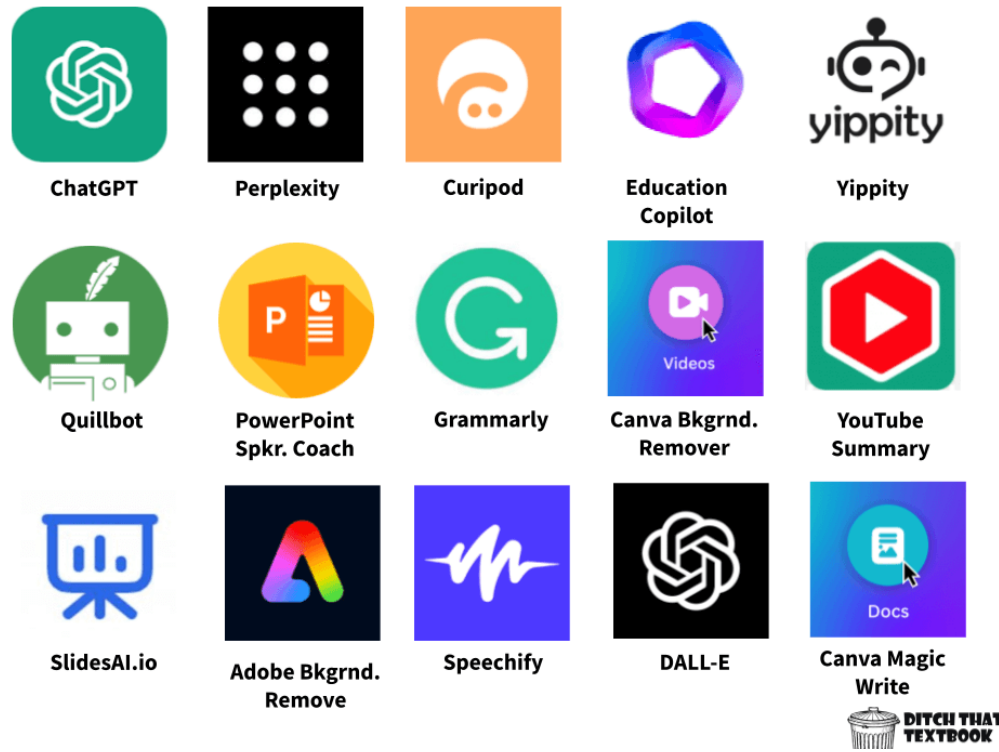 yippity
ChatGPT
Perplexity
Curipod
Education
Copilot
Yippity
P
Videos
Quillbot
PowerPoint
Spkr. Coach
Grammarly
Canva Bkgrnd.
Remover
YouTube
Summary
Docs
SlidesAI.io
Adobe Bkgrnd.
Remove
Speechify
DALL-E
Canva Magic
Write
DITCH THAT
TEXTBOOK